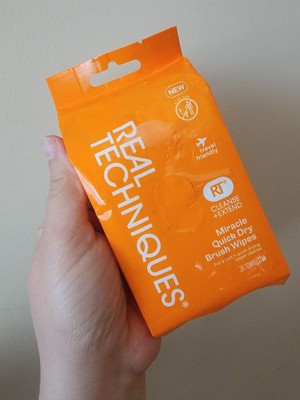 NEW
REAL
TECHNIQUES®
travel
friendly
RT
CLEANSE
+ EXTEND
Miracle
Quick Dry
Brush Wipes